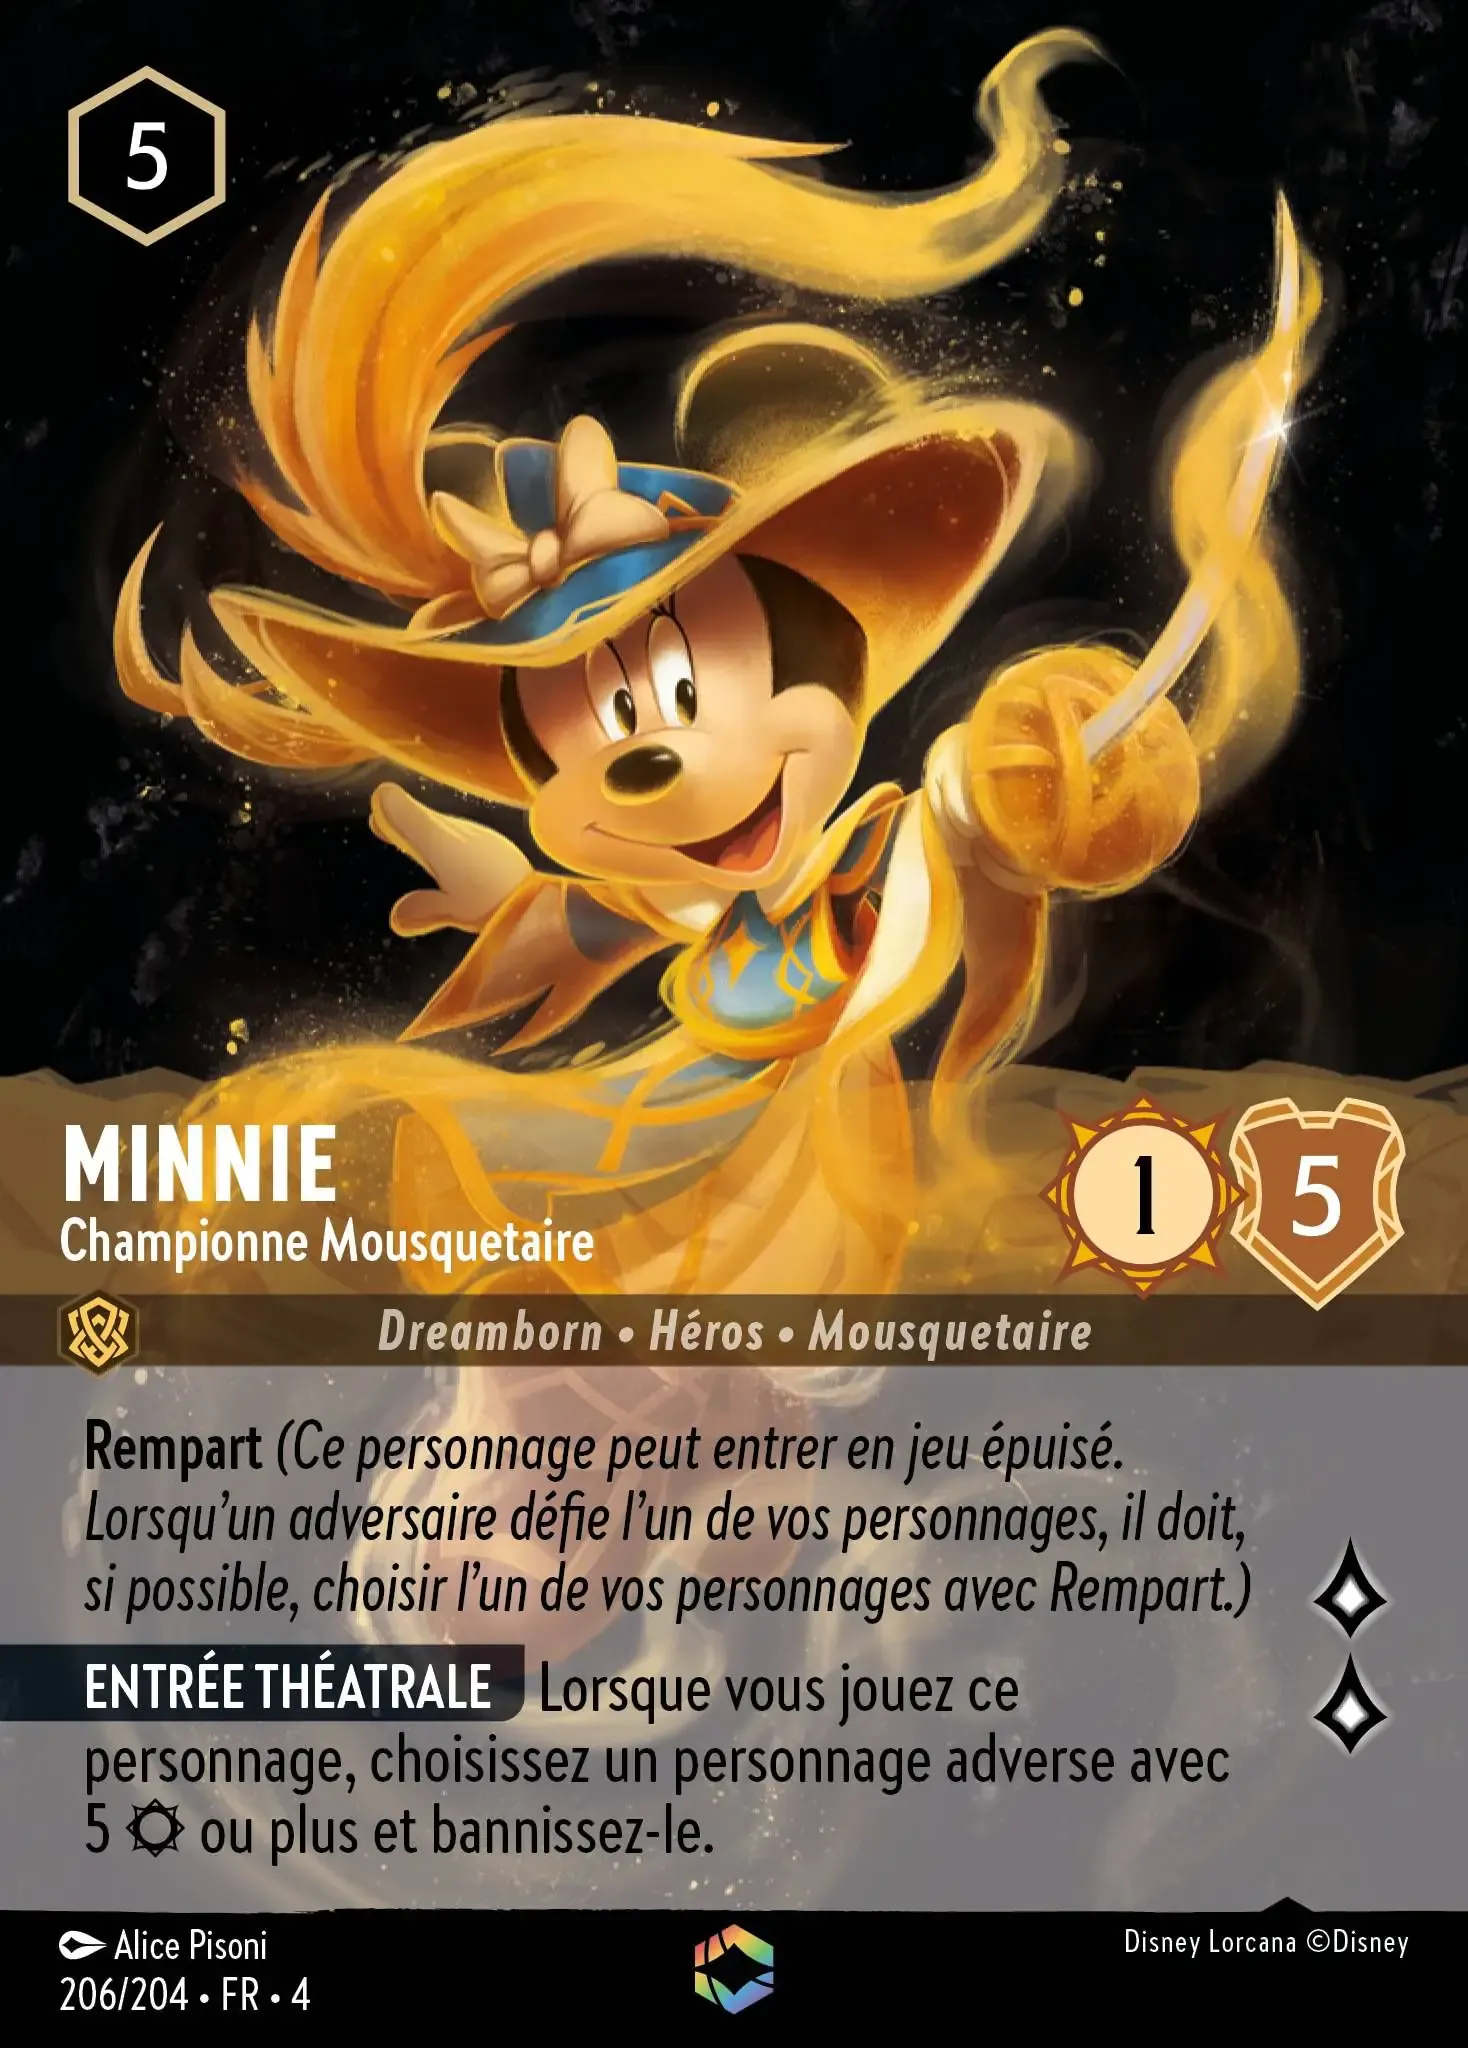 5
MINNIE
Championne Mousquetaire
1
5
Dreamborn • Héros • Mousquetaire
Rempart (Ce personnage peut entrer en jeu épuisé.
Lorsqu'un adversaire défie l'un de vos personnages, il doit,
si possible, choisir l'un de vos personnages avec Rempart.)
ENTRÉE THÉATRALE Lorsque vous jouez ce
personnage, choisissez un personnage adverse avec
5 ou plus et bannissez-le.
Alice Pisoni
Disney Lorcana ©Disney
206/204 • FR • 4